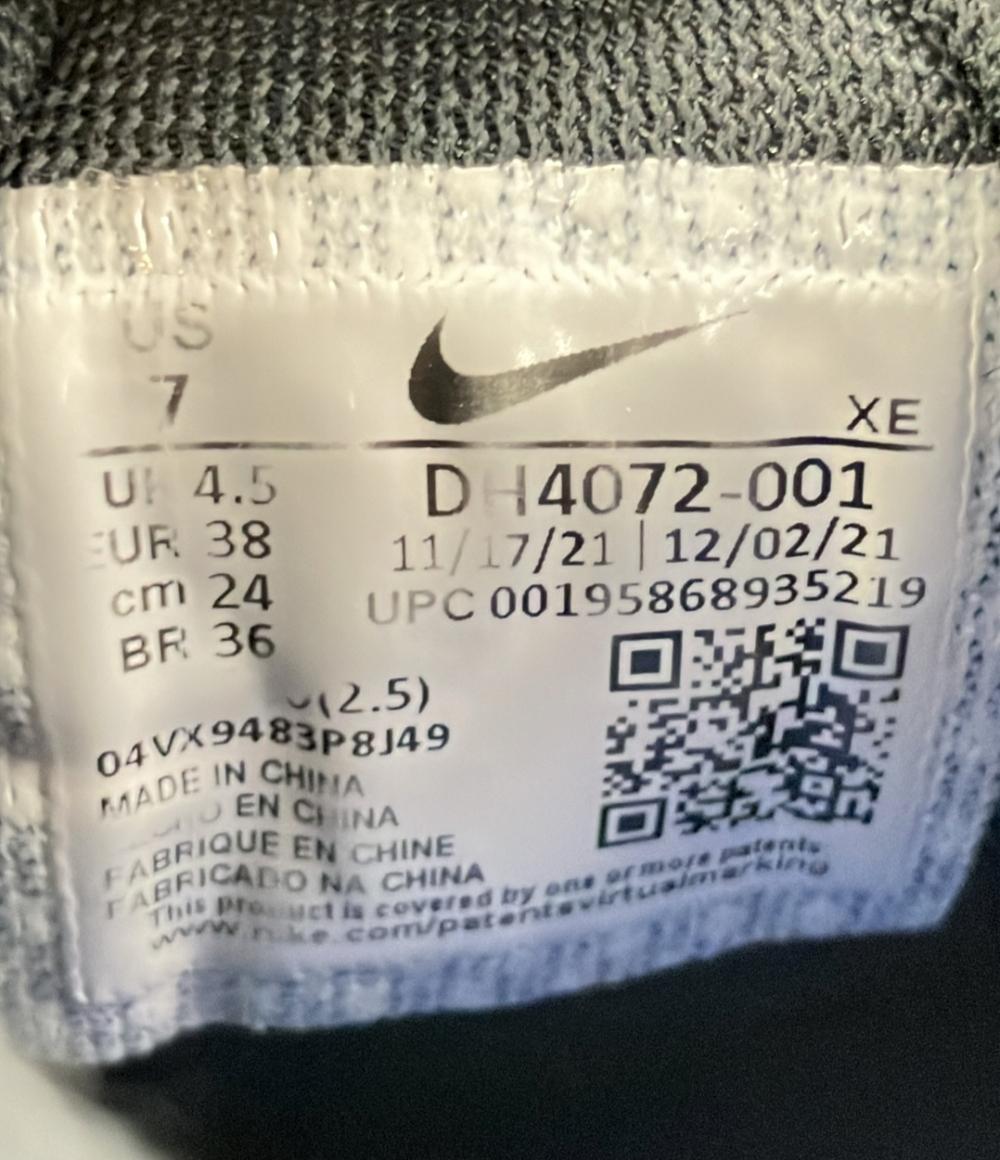 US
7
XE
UK 4.5
DH4072-001
EUR 38
11/17/21 | 12/02/21
cm 24
UPC 00195868935219
BR 36
(2.5)
04VX9483P8J49
MADE IN CHINA
EN CHINA
FABRIQUE EN CHINE
FABRICADO NA CHINA
This product is covered by one or more patents
www.nike.com/patentsvirtualmarking